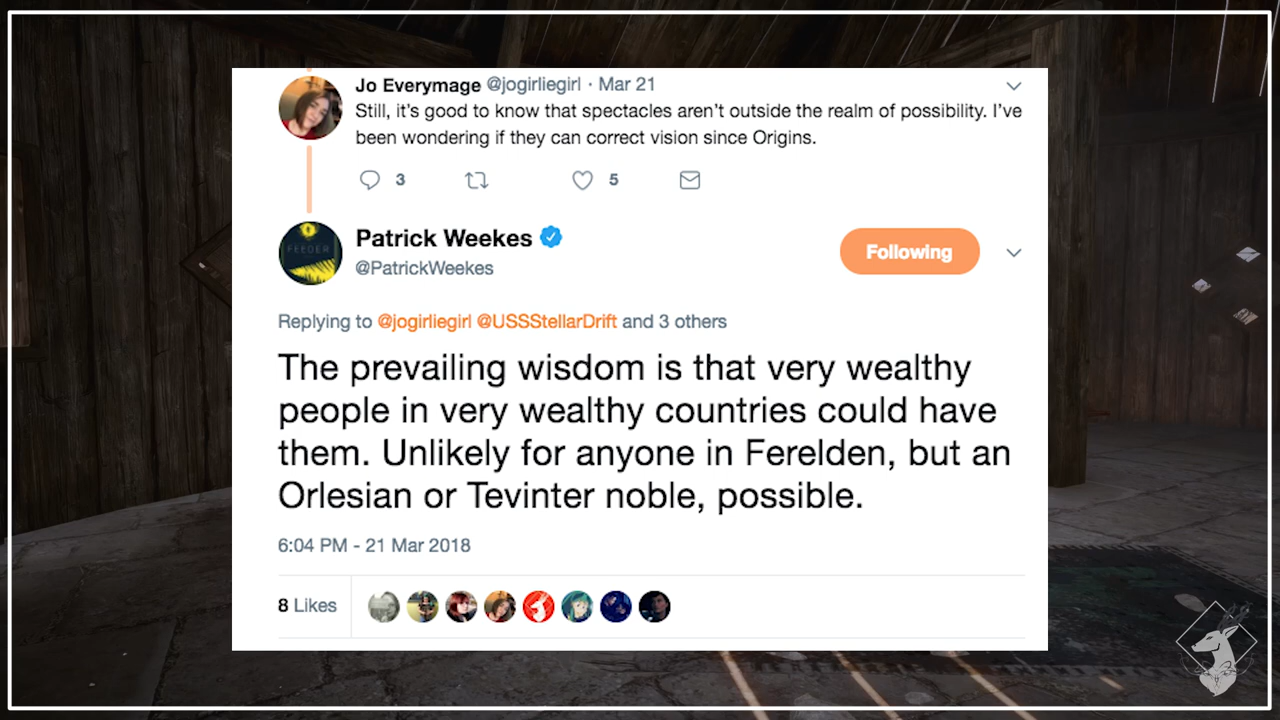 Jo Everymage @jogirliegirl · Mar 21
Still, it's good to know that spectacles aren't outside the realm of possibility. I've
been wondering if they can correct vision since Origins.
3 5
FEEDER
Patrick Weekes
Following
@PatrickWeekes
Replying to @jogirliegirl @USSStellarDrift and 3 others
The prevailing wisdom is that very wealthy
people in very wealthy countries could have
them. Unlikely for anyone in Ferelden, but an
Orlesian or Tevinter noble, possible.
6:04 PM - 21 Mar 2018
8 Likes